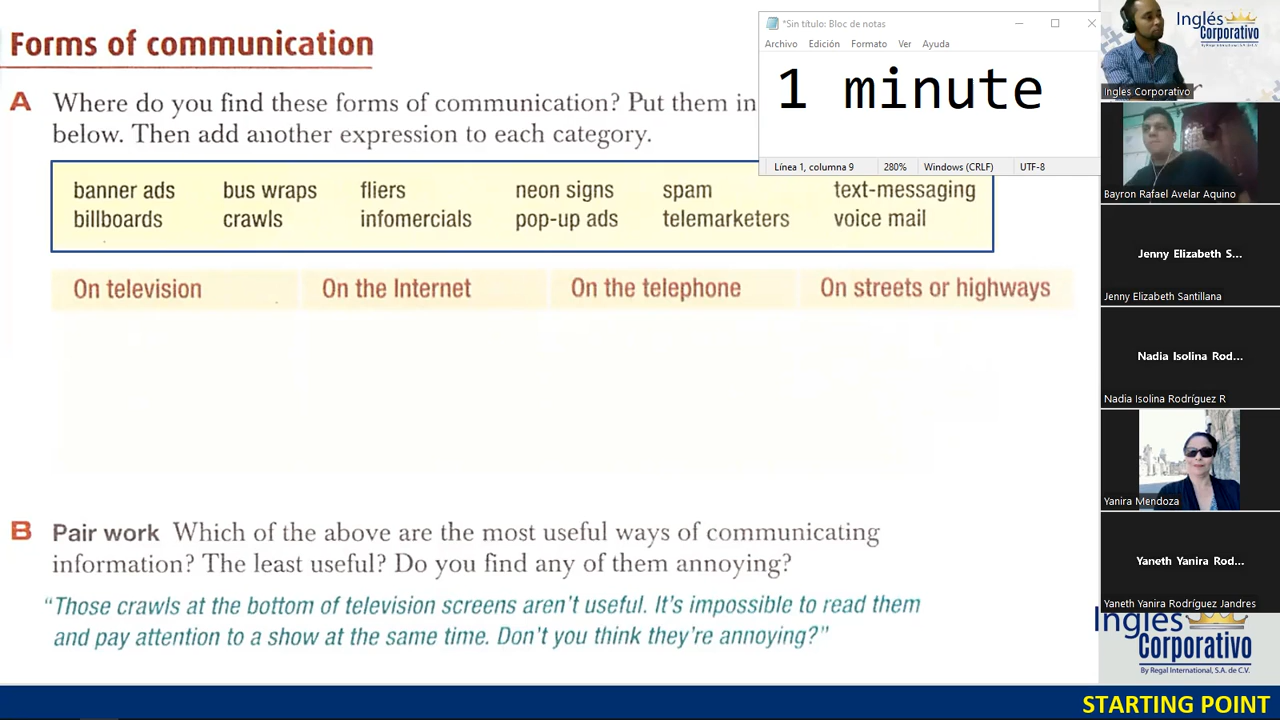 Forms of communication
A Where do you find these forms of communication? Put them in
below. Then add another expression to each category.
banner ads bus wraps fliers neon signs spam text-messaging
billboards crawls infomercials pop-up ads telemarketers voice mail
On television On the Internet On the telephone On streets or highways
B Pair work Which of the above are the most useful ways of communicating
information? The least useful? Do you find any of them annoying?
“Those crawls at the bottom of television screens aren't useful. It's impossible to read them
and pay attention to a show at the same time. Don't you think they're annoying?”
*Sin título: Bloc de notas
Archivo Edición Formato Ver Ayuda
1 minute
Línea 1, columna 9 280% Windows (CRLF) UTF-8
Inglés
Corporativo
By Regal International, S.A. de C.V.
Ingles Corporativo
Bayron Rafael Avelar Aquino
Jenny Elizabeth S...
Jenny Elizabeth Santillana
Nadia Isolina Rod...
Nadia Isolina Rodríguez R
Yanira Mendoza
Yaneth Yanira Rod...
Yaneth Yanira Rodríguez Jandres
Inglés
Corporativo
By Regal International, S.A. de C.V.
STARTING POINT